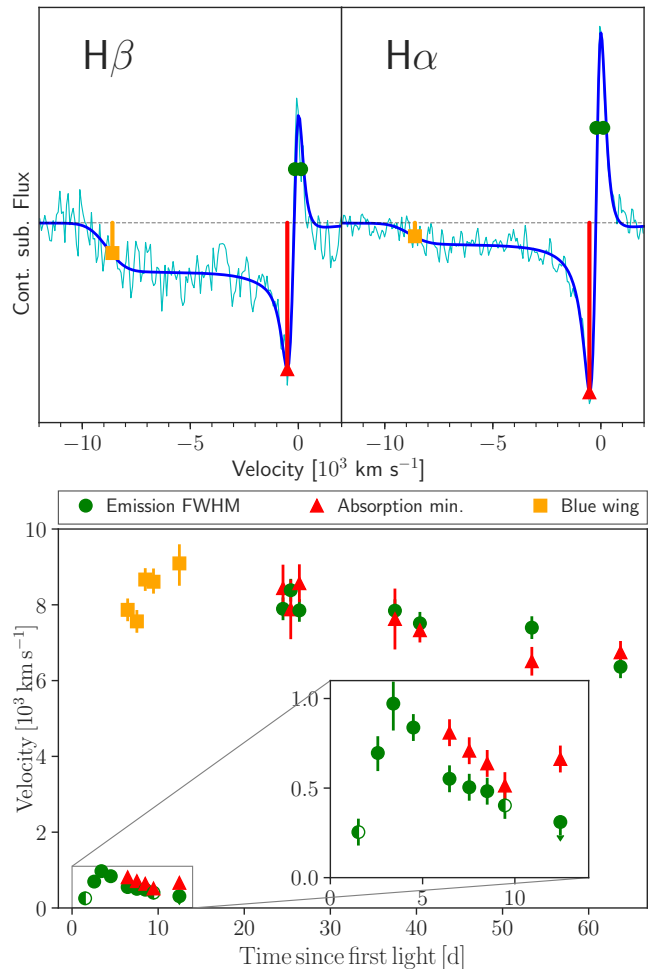 Hβ Hα
Cont. sub. Flux
−10 −5 0 −10 −5 0
Velocity [10³ km s⁻¹]
Emission FWHM Absorption min. Blue wing
Velocity [10³ km s⁻¹]
10
8
6
4
2
0
1.0
0.5
0.0
0 5 10
0 10 20 30 40 50 60
Time since first light [d]